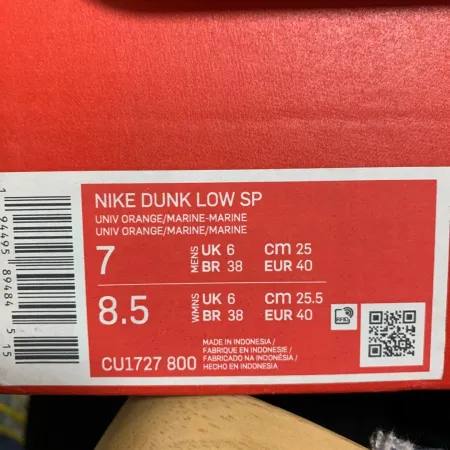 NIKE DUNK LOW SP
UNIV ORANGE/MARINE-MARINE
UNIV ORANGE/MARINE/MARINE
7 MENS UK 6 cm 25
BR 38 EUR 40
8.5 WMNS UK 6 cm 25.5
BR 38 EUR 40
RFID
CU1727 800
MADE IN INDONESIA /
FABRIQUE EN INDONESIE /
FABRICADO NA INDONÉSIA /
HECHO EN INDONESIA
1 94495 89484 515